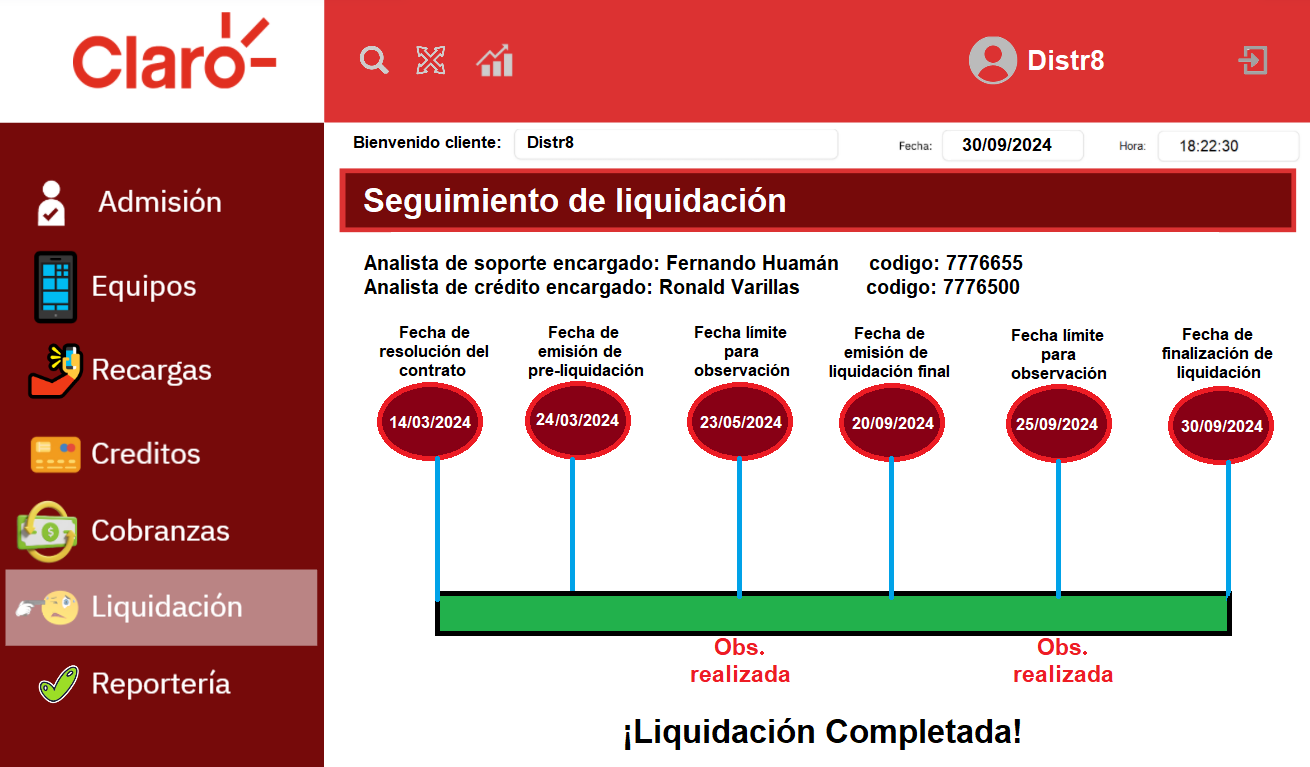 Claro
Distr8
Bienvenido cliente: Distr8 Fecha: 30/09/2024 Hora: 18:22:30
Admisión
Equipos
Recargas
Creditos
Cobranzas
Liquidación
Reportería
Seguimiento de liquidación
Analista de soporte encargado: Fernando Huamán codigo: 7776655
Analista de crédito encargado: Ronald Varillas codigo: 7776500
Fecha de
resolución del
contrato
14/03/2024
Fecha de
emisión de
pre-liquidación
24/03/2024
Fecha límite
para
observación
23/05/2024
Fecha de
emisión de
liquidación final
20/09/2024
Fecha límite
para
observación
25/09/2024
Fecha de
finalización de
liquidación
30/09/2024
Obs.
realizada
Obs.
realizada
¡Liquidación Completada!